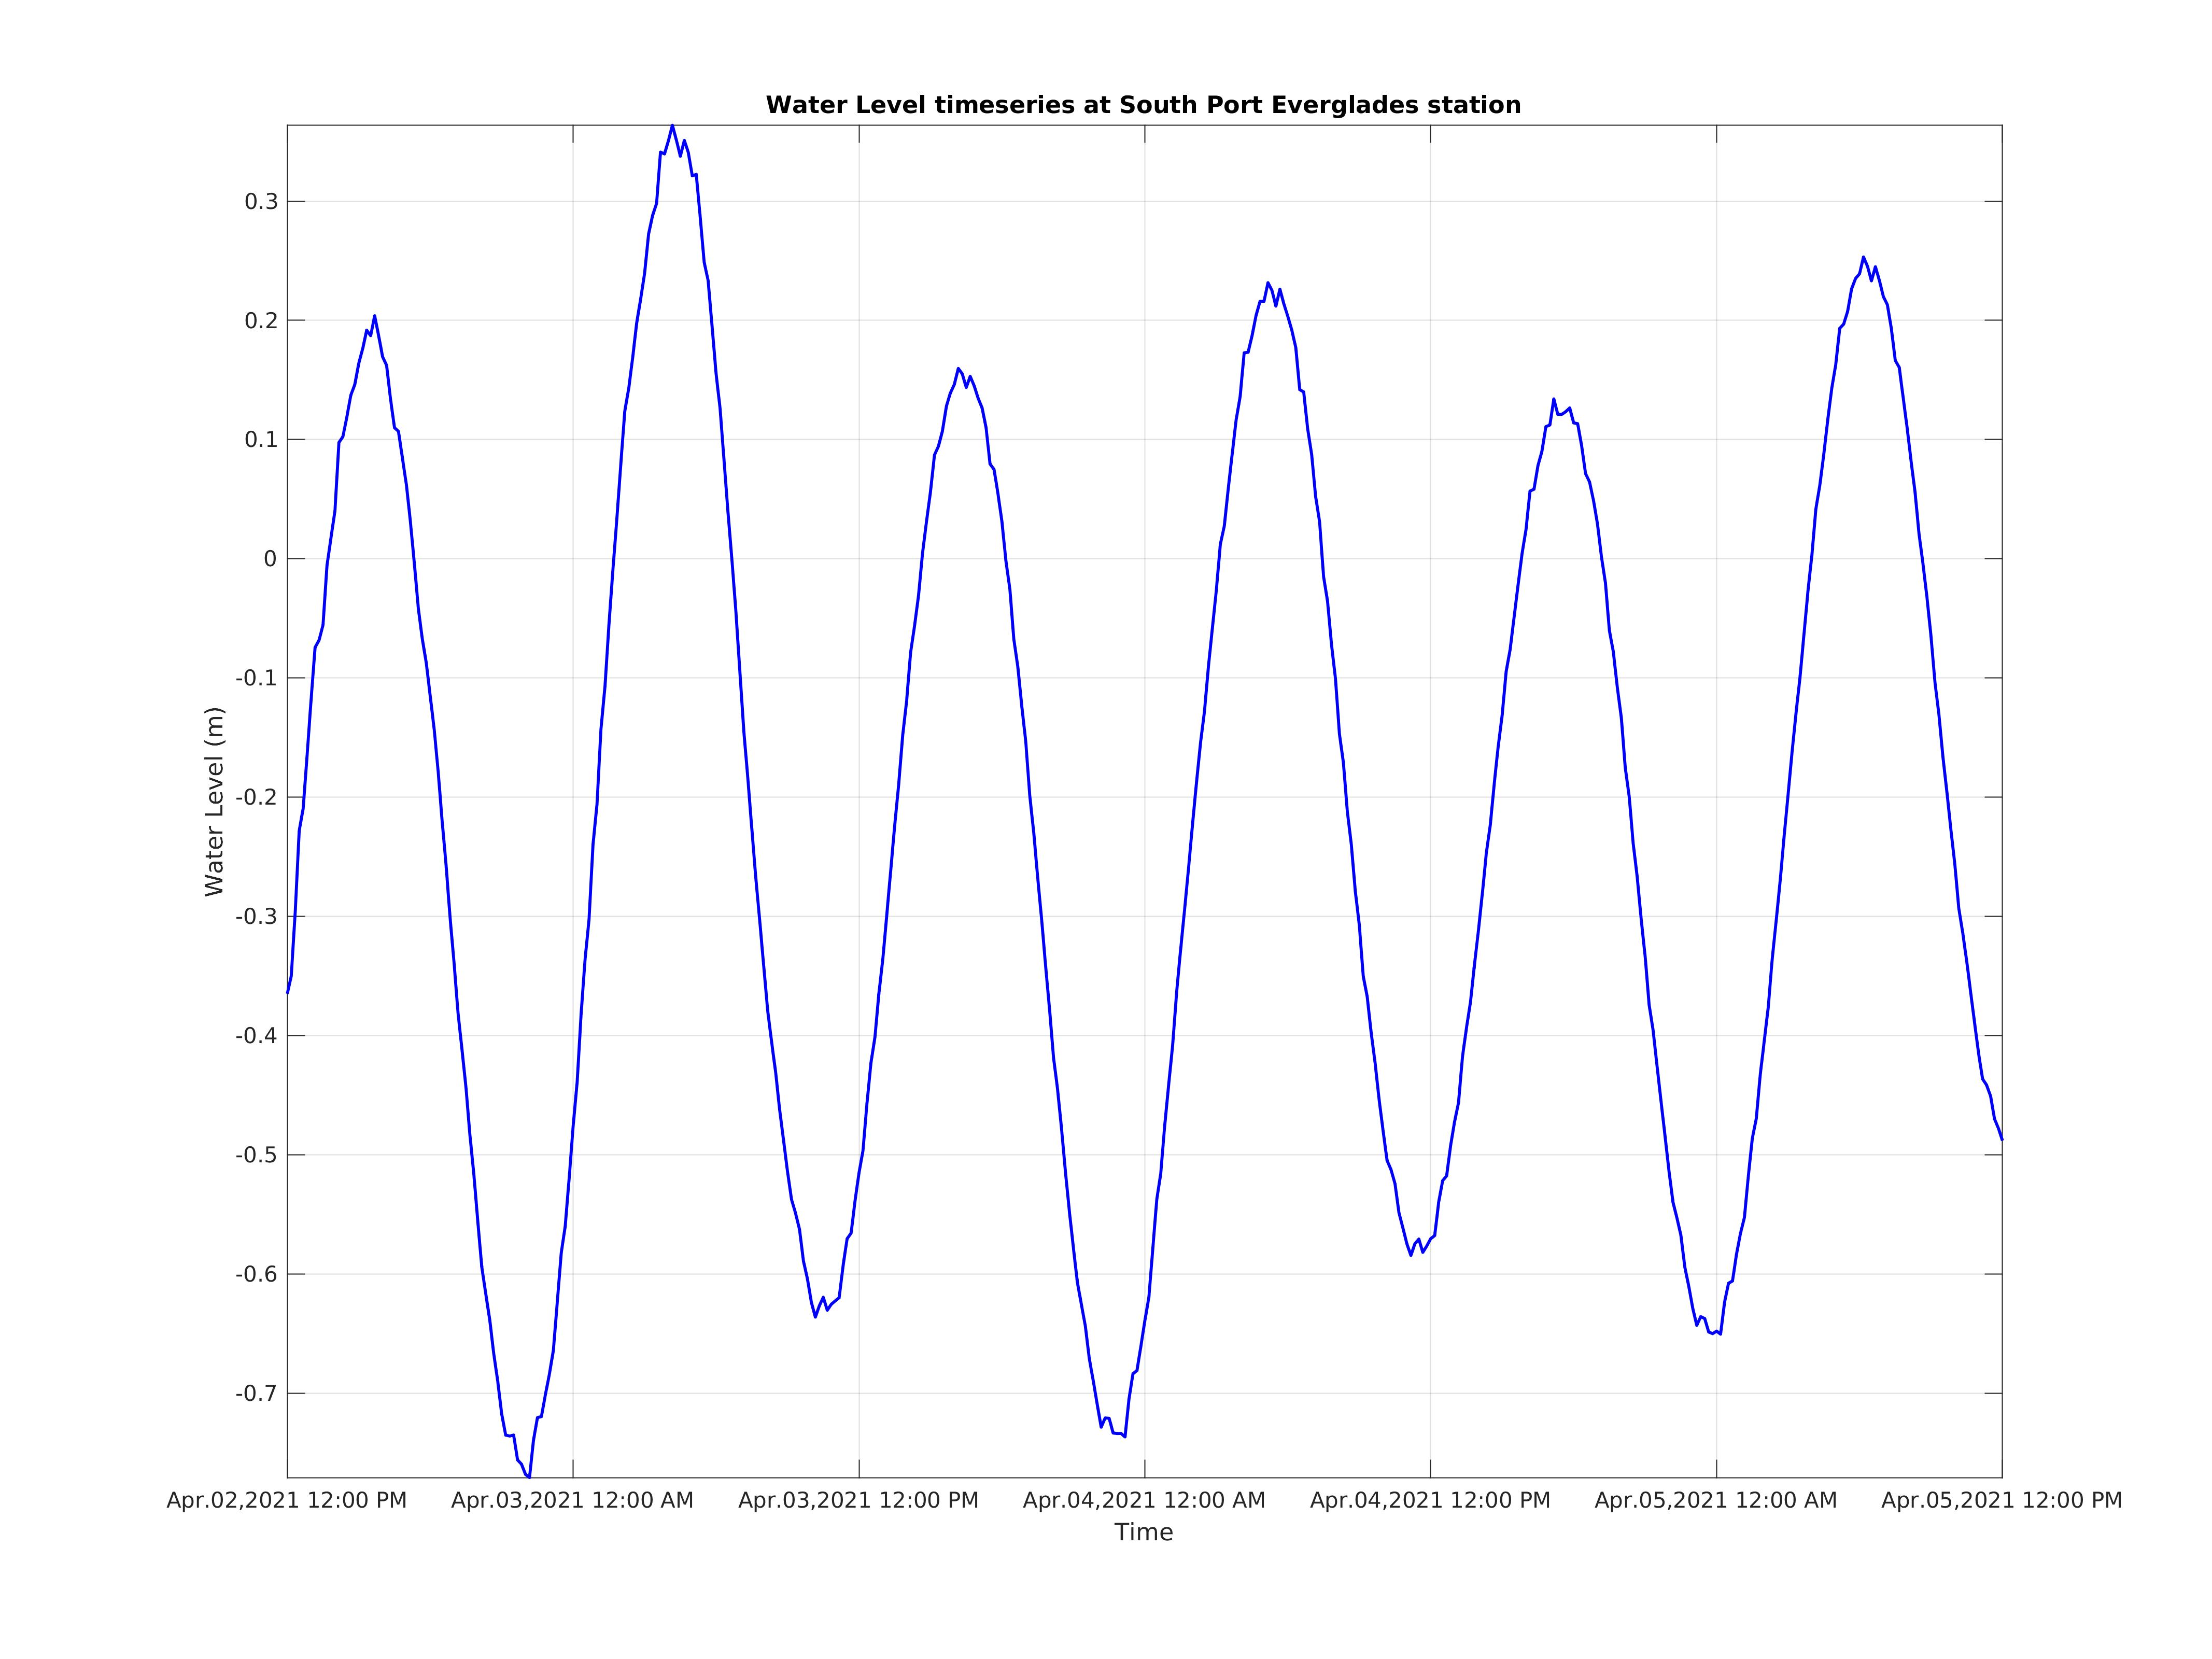 Water Level timeseries at South Port Everglades station
0.3
0.2
0.1
0
-0.1
-0.2
-0.3
-0.4
-0.5
-0.6
-0.7
Water Level (m)
Apr.02,2021 12:00 PM
Apr.03,2021 12:00 AM
Apr.03,2021 12:00 PM
Apr.04,2021 12:00 AM
Apr.04,2021 12:00 PM
Apr.05,2021 12:00 AM
Apr.05,2021 12:00 PM
Time